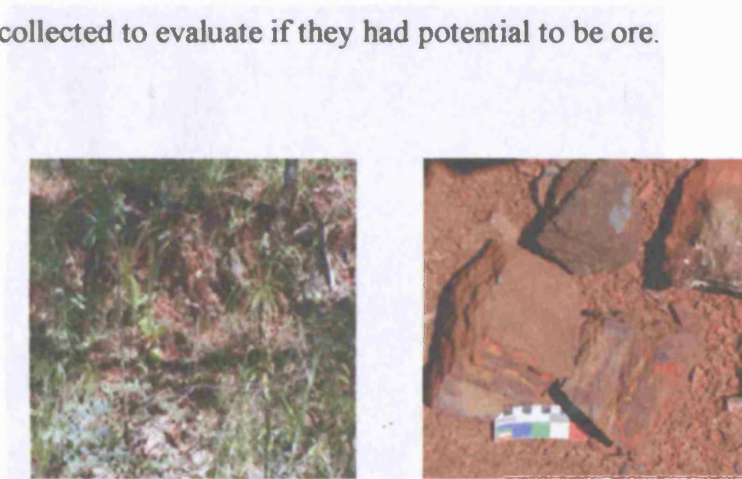 collected to evaluate if they had potential to be ore.